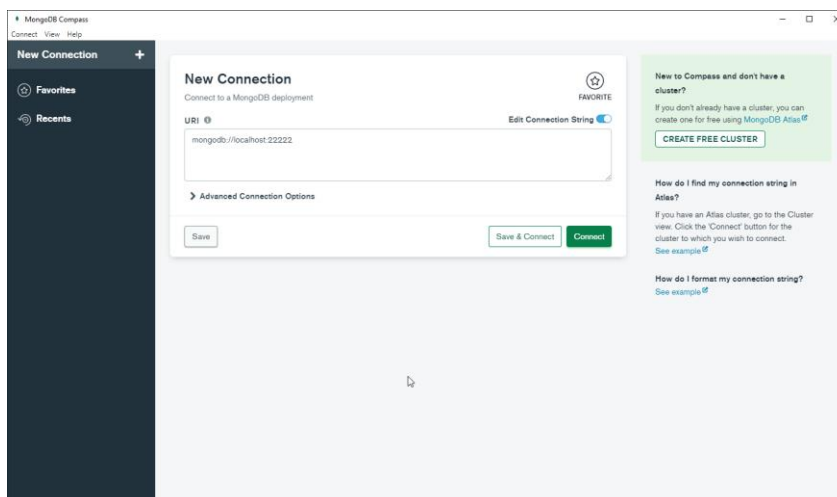 MongoDB Compass
Connect View Help
New Connection +
Favorites
Recents
New Connection
Connect to a MongoDB deployment
FAVORITE
URI
Edit Connection String
mongodb://localhost:22222
Advanced Connection Options
Save
Save & Connect
Connect
New to Compass and don't have a
cluster?
If you don't already have a cluster, you can
create one for free using MongoDB Atlas
CREATE FREE CLUSTER
How do I find my connection string in
Atlas?
If you have an Atlas cluster, go to the Cluster
view. Click the 'Connect' button for the
cluster to which you wish to connect.
See example
How do I format my connection string?
See example